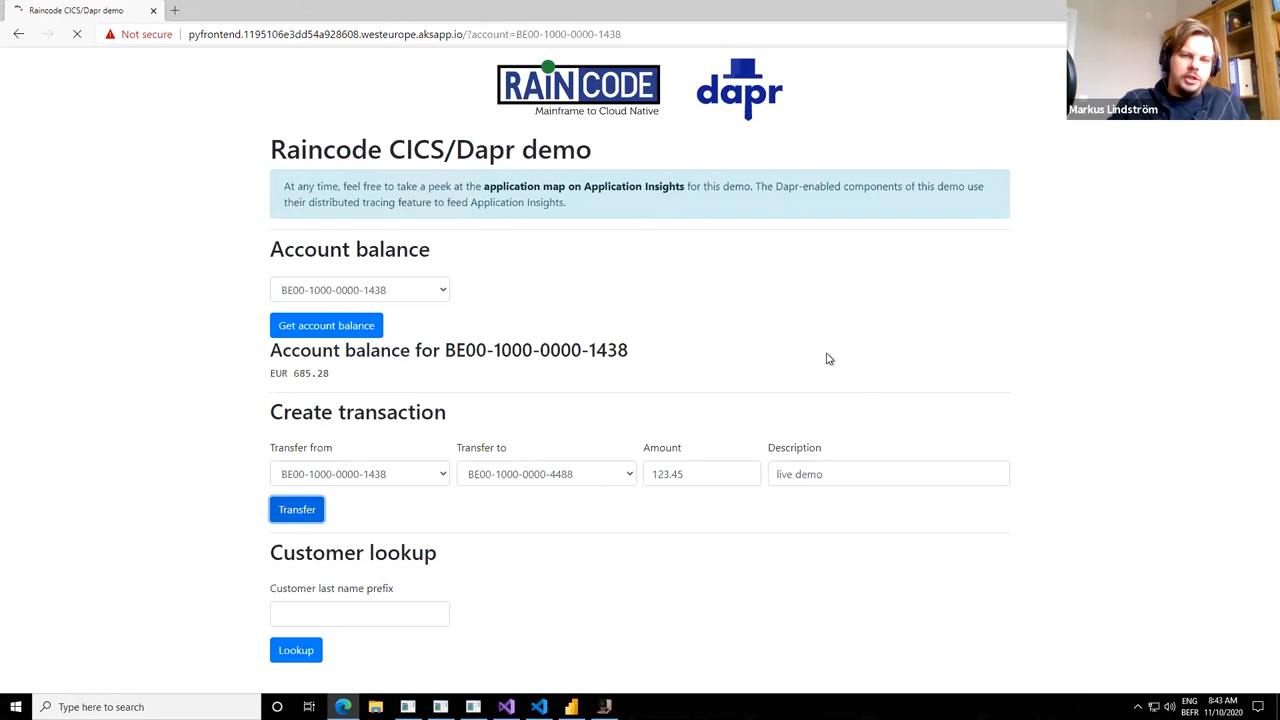 Raincode CICS/Dapr demo
Not secure
pyfrontend.1195106e3dd54a928608.westeurope.aksapp.io/?account=BE00-1000-0000-1438
Markus Lindström
RAINCODE
Mainframe to Cloud Native
dapr
Raincode CICS/Dapr demo
At any time, feel free to take a peek at the application map on Application Insights for this demo. The Dapr-enabled components of this demo use
their distributed tracing feature to feed Application Insights.
Account balance
BE00-1000-0000-1438
Get account balance
Account balance for BE00-1000-0000-1438
EUR 685.28
Create transaction
Transfer from Transfer to Amount Description
BE00-1000-0000-1438 BE00-1000-0000-4488 123.45 live demo
Transfer
Customer lookup
Customer last name prefix
Lookup
Type here to search
ENG 8:43 AM
BEFR 11/10/2020